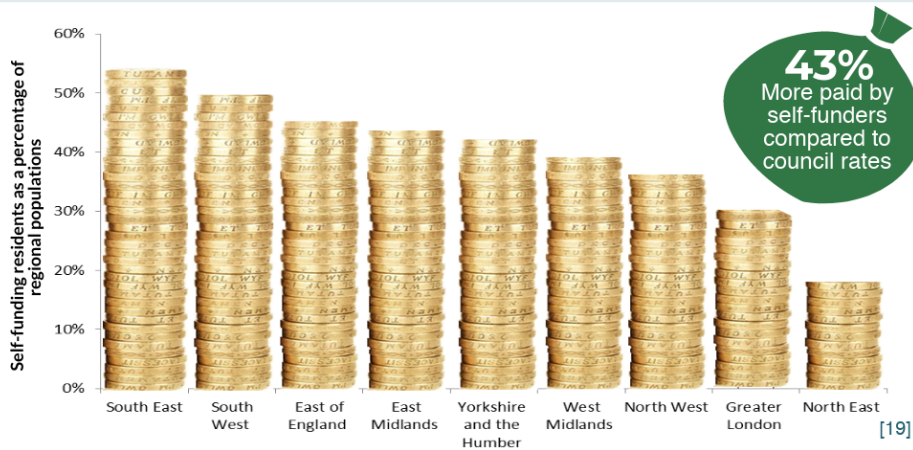 60%
50%
40%
30%
20%
10%
0%
Self-funding residents as a percentage of
regional populations
43%
More paid by
self-funders
compared to
council rates
South East
South
West
East of
England
East
Midlands
Yorkshire
and the
Humber
West
Midlands
North West
Greater
London
North East
[19]